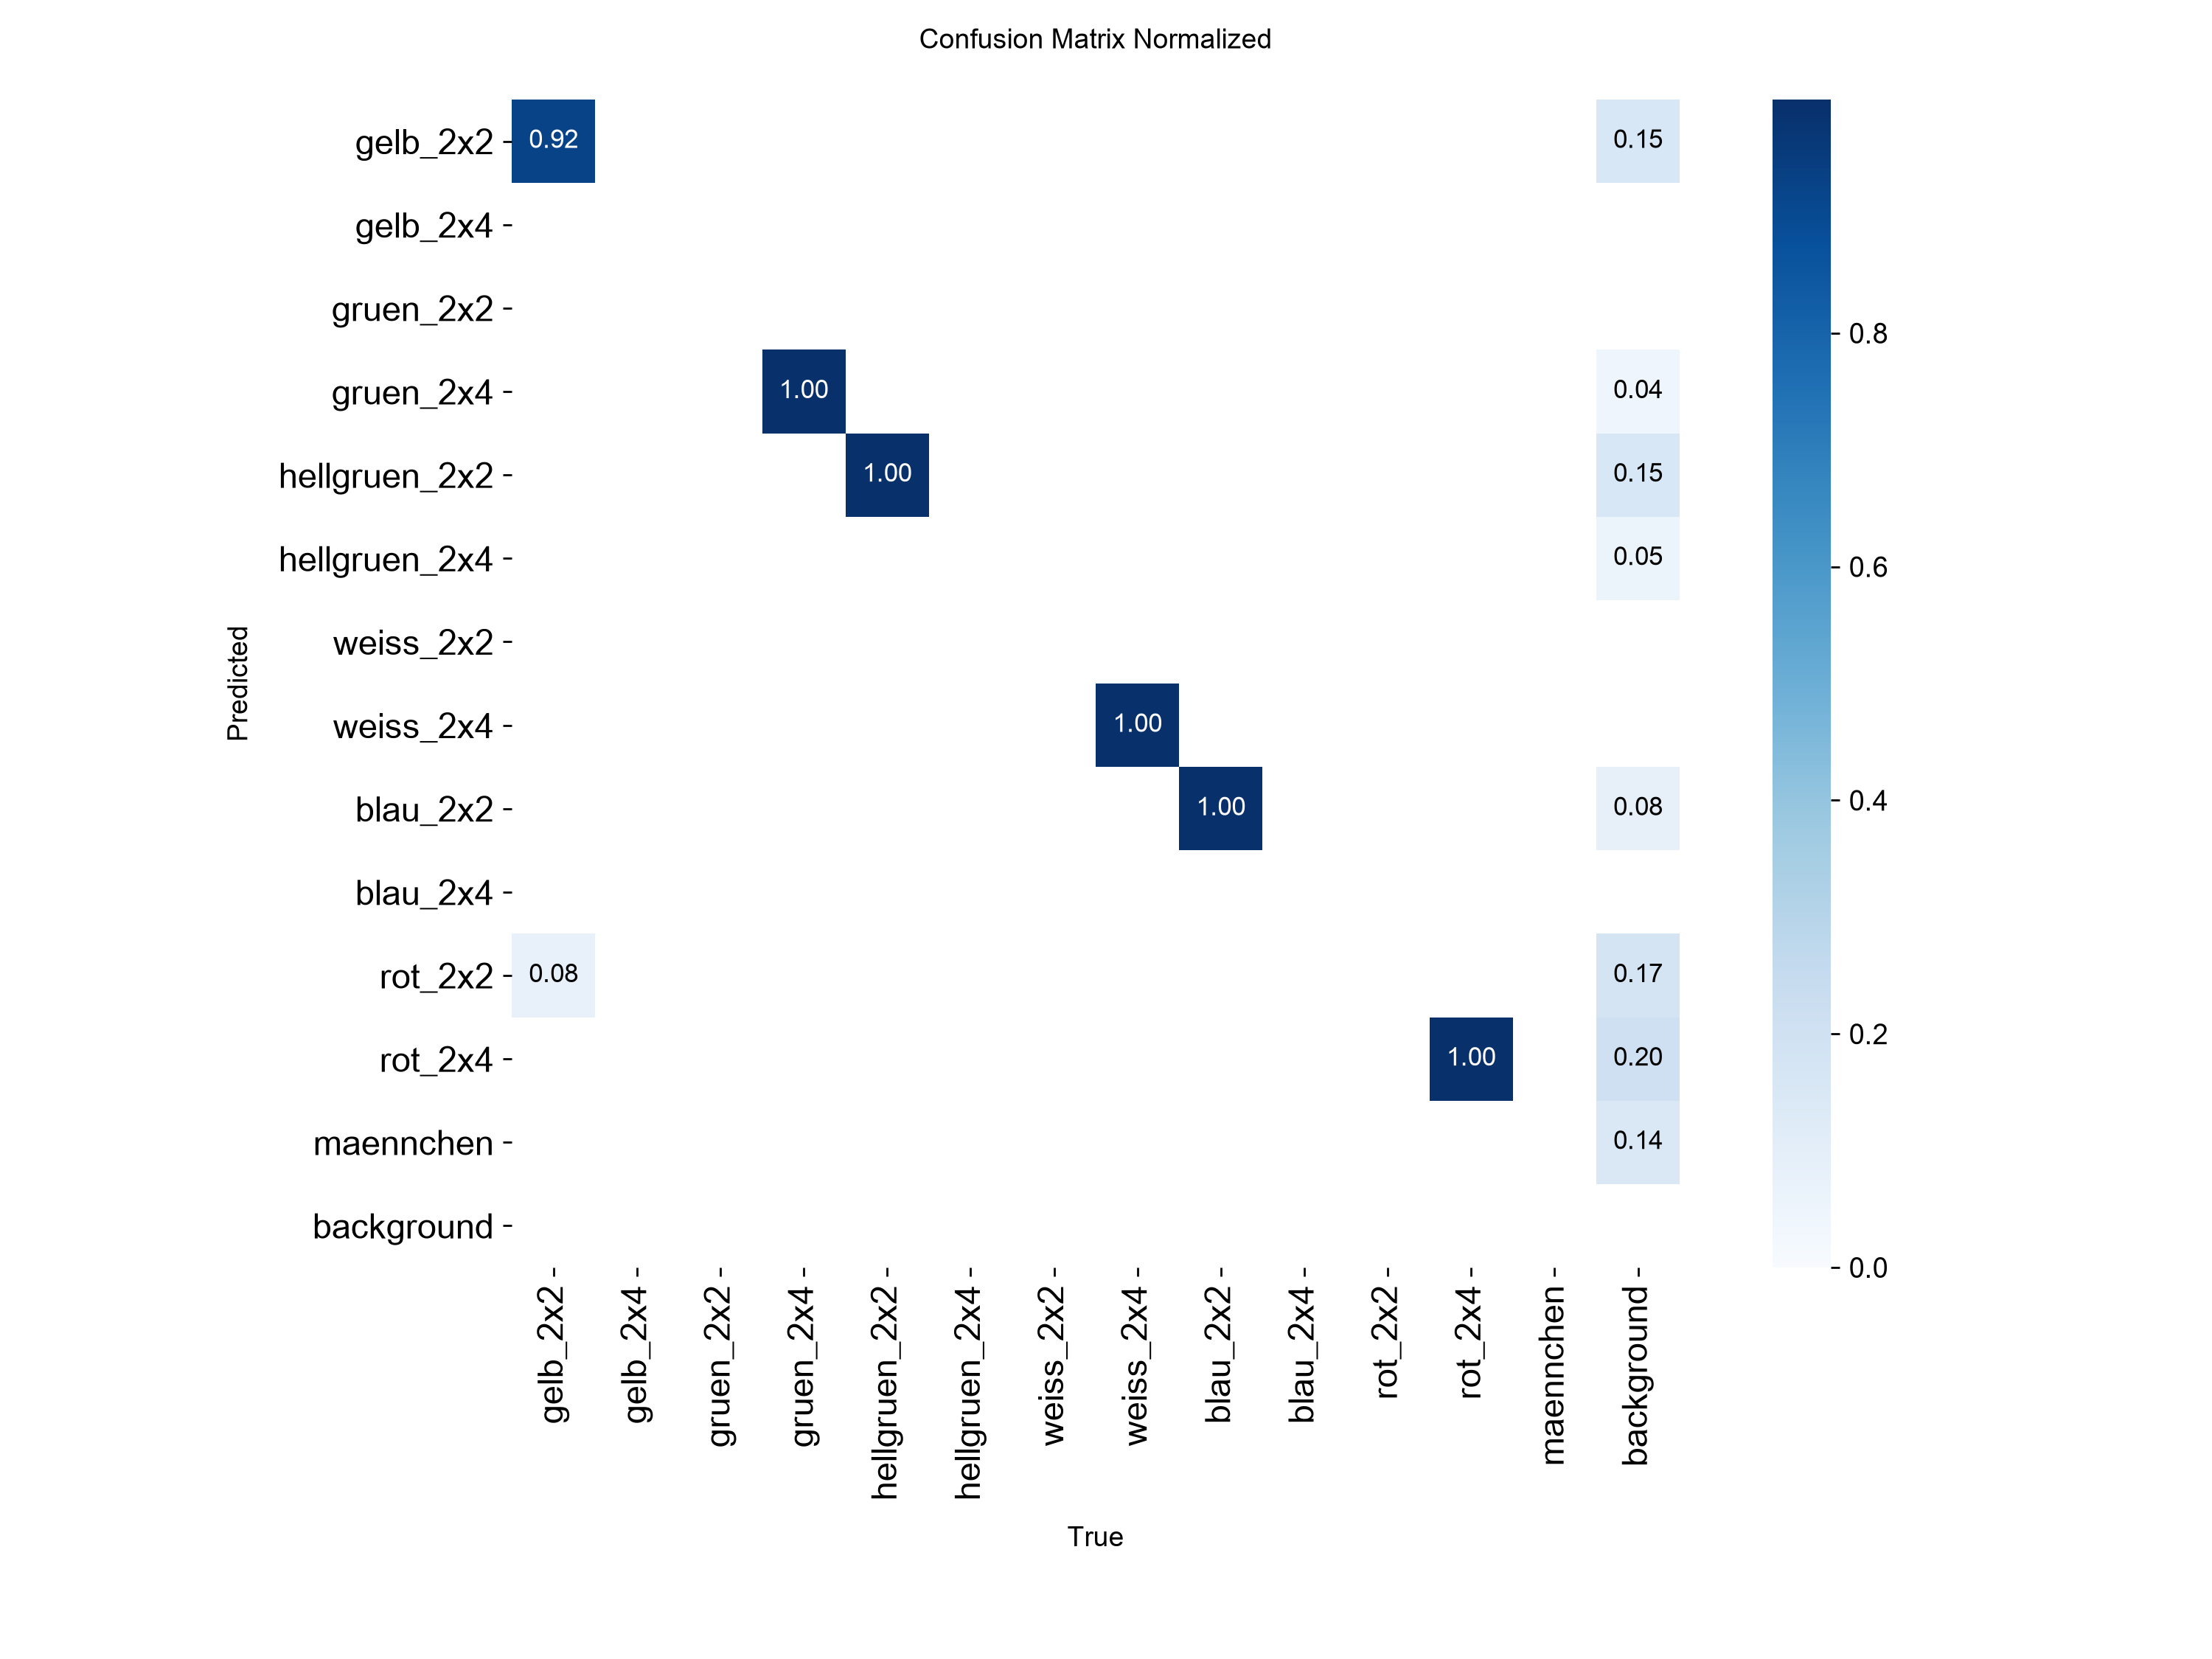 Confusion Matrix Normalized
gelb_2x2 0.92 0.15
gelb_2x4
gruen_2x2
gruen_2x4 1.00 0.04
hellgruen_2x2 1.00 0.15
hellgruen_2x4 0.05
weiss_2x2
weiss_2x4 1.00
blau_2x2 1.00 0.08
blau_2x4
rot_2x2 0.08 0.17
rot_2x4 1.00 0.20
maennchen 0.14
background
Predicted
gelb_2x2
gelb_2x4
gruen_2x2
gruen_2x4
hellgruen_2x2
hellgruen_2x4
weiss_2x2
weiss_2x4
blau_2x2
blau_2x4
rot_2x2
rot_2x4
maennchen
background
True
0.8
0.6
0.4
0.2
0.0